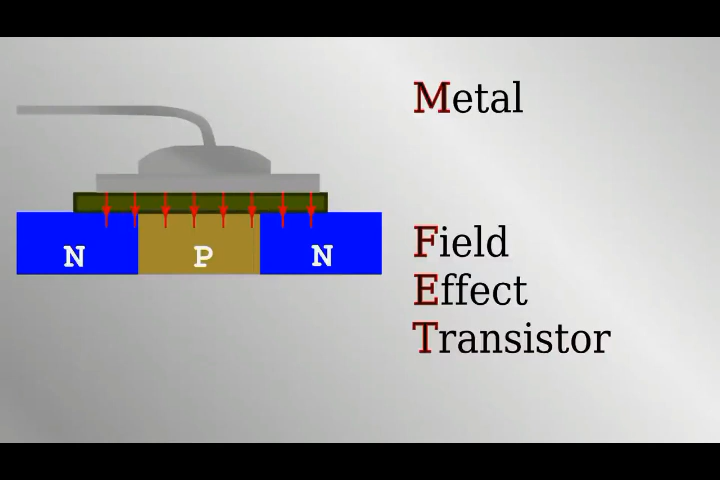 Metal
Field
Effect
Transistor
N P N